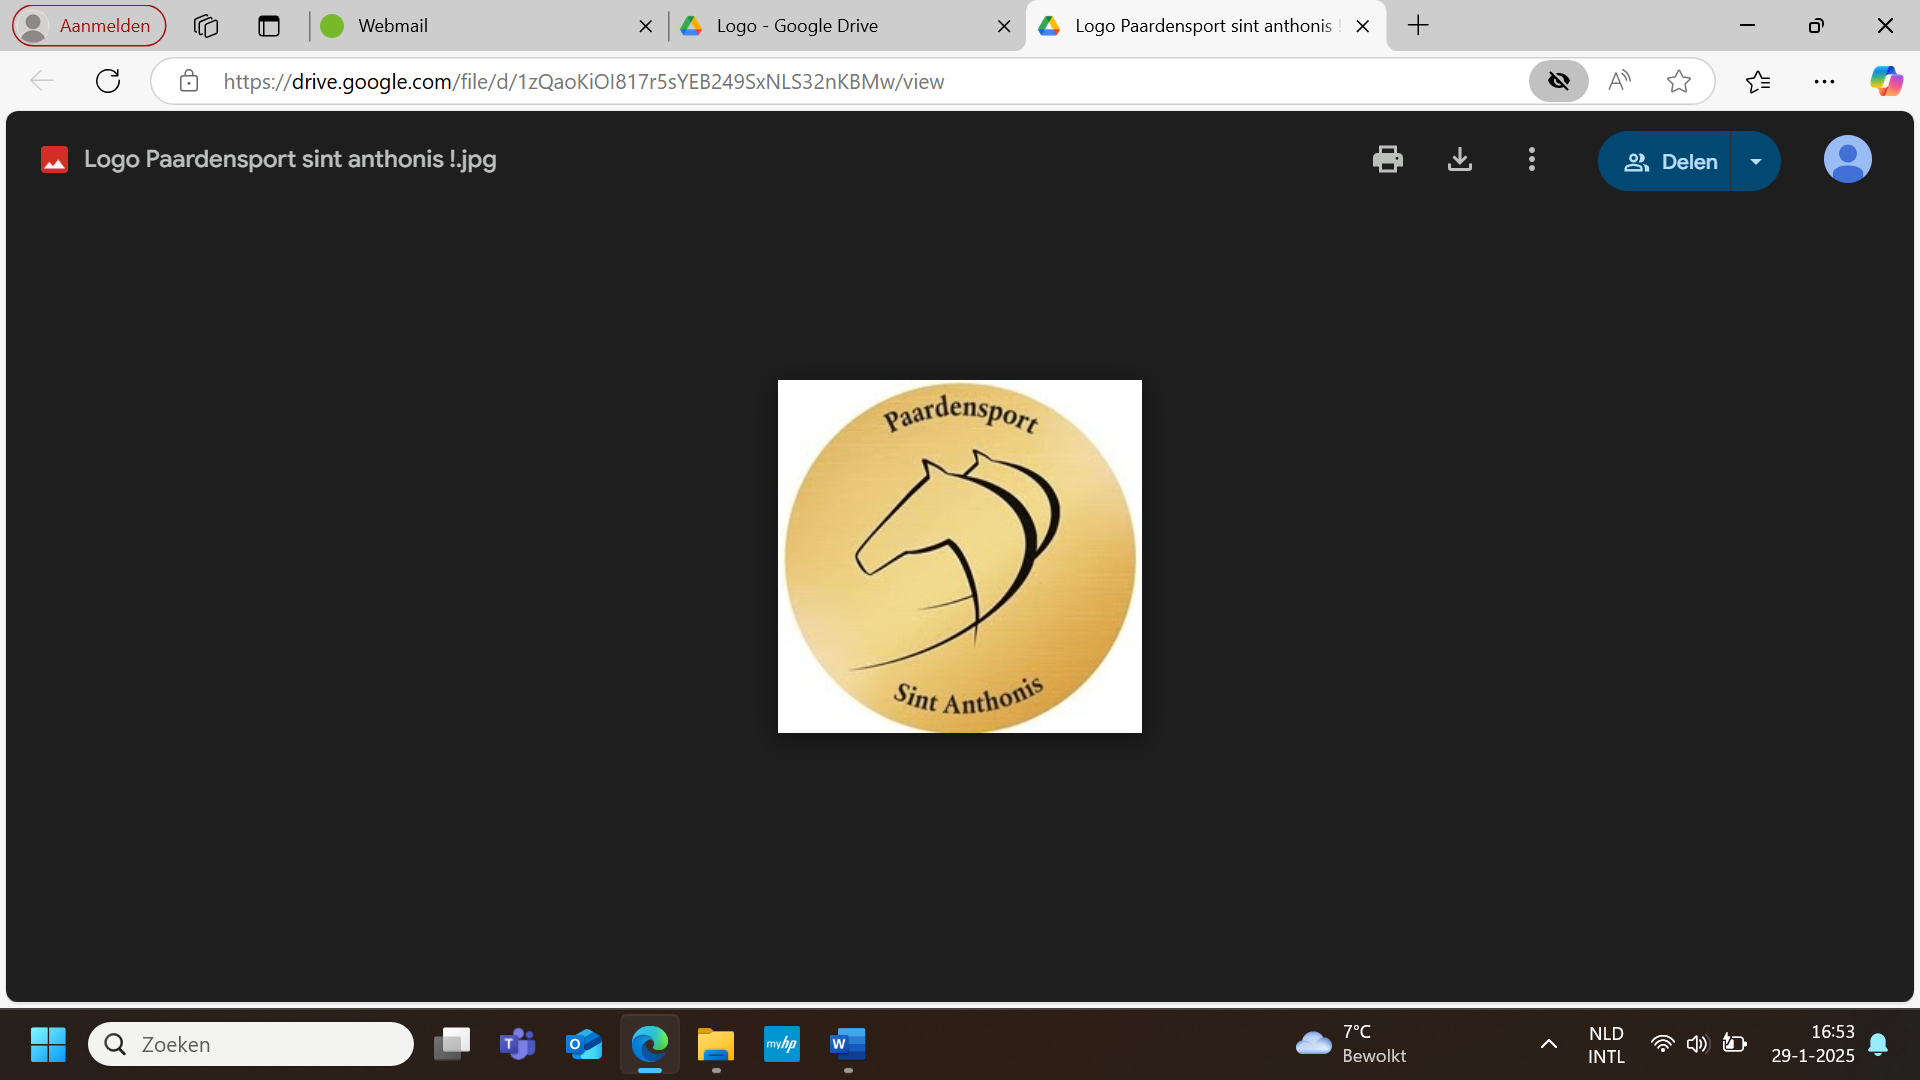 Aanmelden
Webmail
Logo - Google Drive
Logo Paardensport sint anthonis !
https://drive.google.com/file/d/1zQaoKiOI817r5sYEB249SxNLS32nKBMw/view
Logo Paardensport sint anthonis !.jpg
Delen
Paardensport
Sint Anthonis
Zoeken
myhp
7°C
Bewolkt
NLD
INTL
16:53
29-1-2025